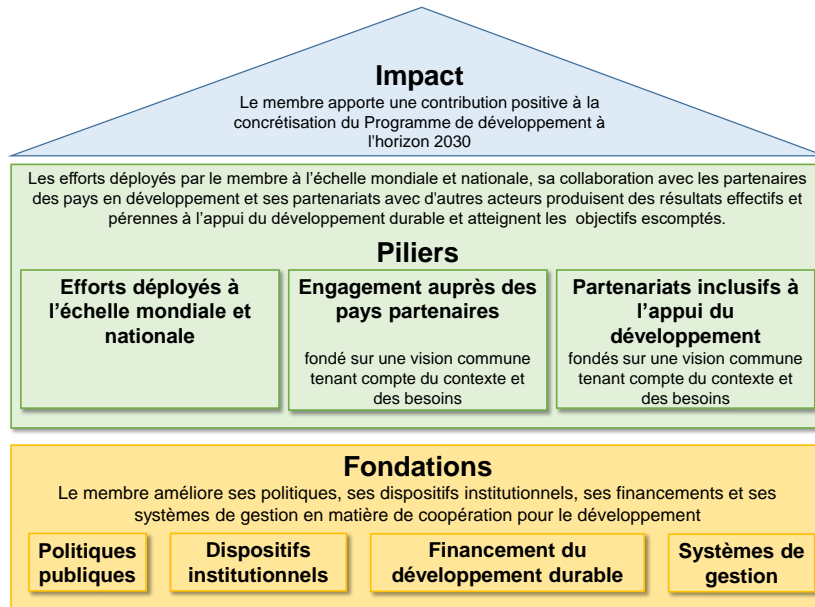 Impact
Le membre apporte une contribution positive à la
concrétisation du Programme de développement à
l'horizon 2030
Les efforts déployés par le membre à l’échelle mondiale et nationale, sa collaboration avec les partenaires
des pays en développement et ses partenariats avec d'autres acteurs produisent des résultats effectifs et
pérennes à l’appui du développement durable et atteignent les objectifs escomptés.
Piliers
Efforts déployés à
l’échelle mondiale et
nationale
Engagement auprès des
pays partenaires
fondé sur une vision commune
tenant compte du contexte et
des besoins
Partenariats inclusifs à
l’appui du
développement
fondés sur une vision commune
tenant compte du contexte et
des besoins
Fondations
Le membre améliore ses politiques, ses dispositifs institutionnels, ses financements et ses
systèmes de gestion en matière de coopération pour le développement
Politiques
publiques
Dispositifs
institutionnels
Financement du
développement durable
Systèmes de
gestion